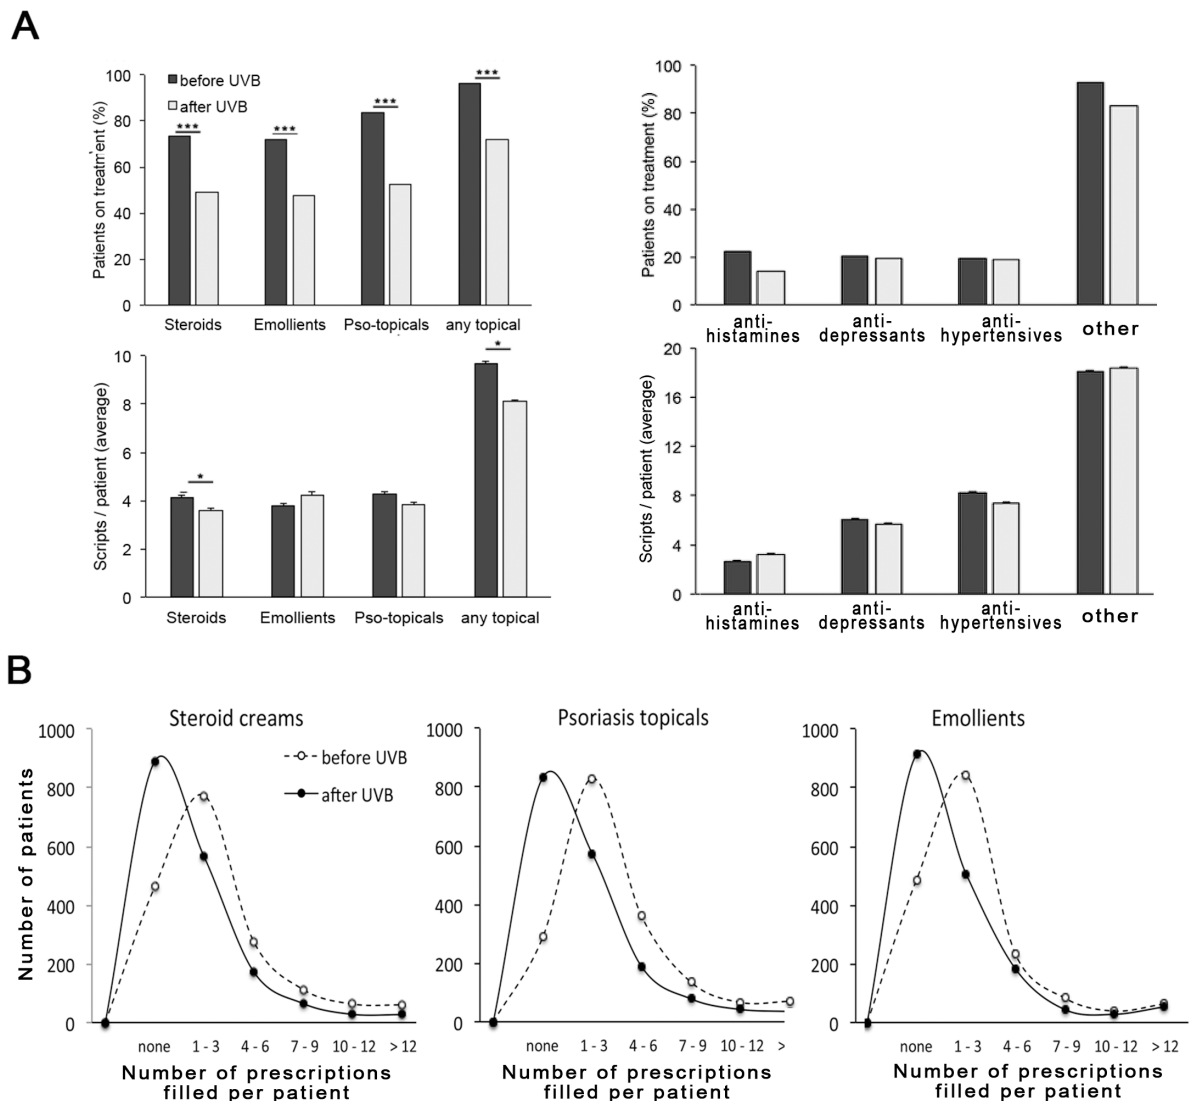 A
100
80
60
40
20
0
Patients on treatment (%)
before UVB
after UVB
***
***
***
***
Steroids Emollients Pso-topicals any topical
100
80
60
40
20
0
Patients on treatment (%)
anti-histamines
anti-depressants
anti-hypertensives
other
10
8
6
4
2
0
Scripts / patient (average)
*
*
Steroids Emollients Pso-topicals any topical
20
16
12
8
4
0
Scripts / patient (average)
anti-histamines
anti-depressants
anti-hypertensives
other
B
Steroid creams
1000
800
600
400
200
0
Number of patients
before UVB
after UVB
none 1 - 3 4 - 6 7 - 9 10 - 12 > 12
Number of prescriptions
filled per patient
Psoriasis topicals
1000
800
600
400
200
0
none 1 - 3 4 - 6 7 - 9 10 - 12 >
Number of prescriptions
filled per patient
Emollients
1000
800
600
400
200
0
none 1 - 3 4 - 6 7 - 9 10 - 12 > 12
Number of prescriptions
filled per patient